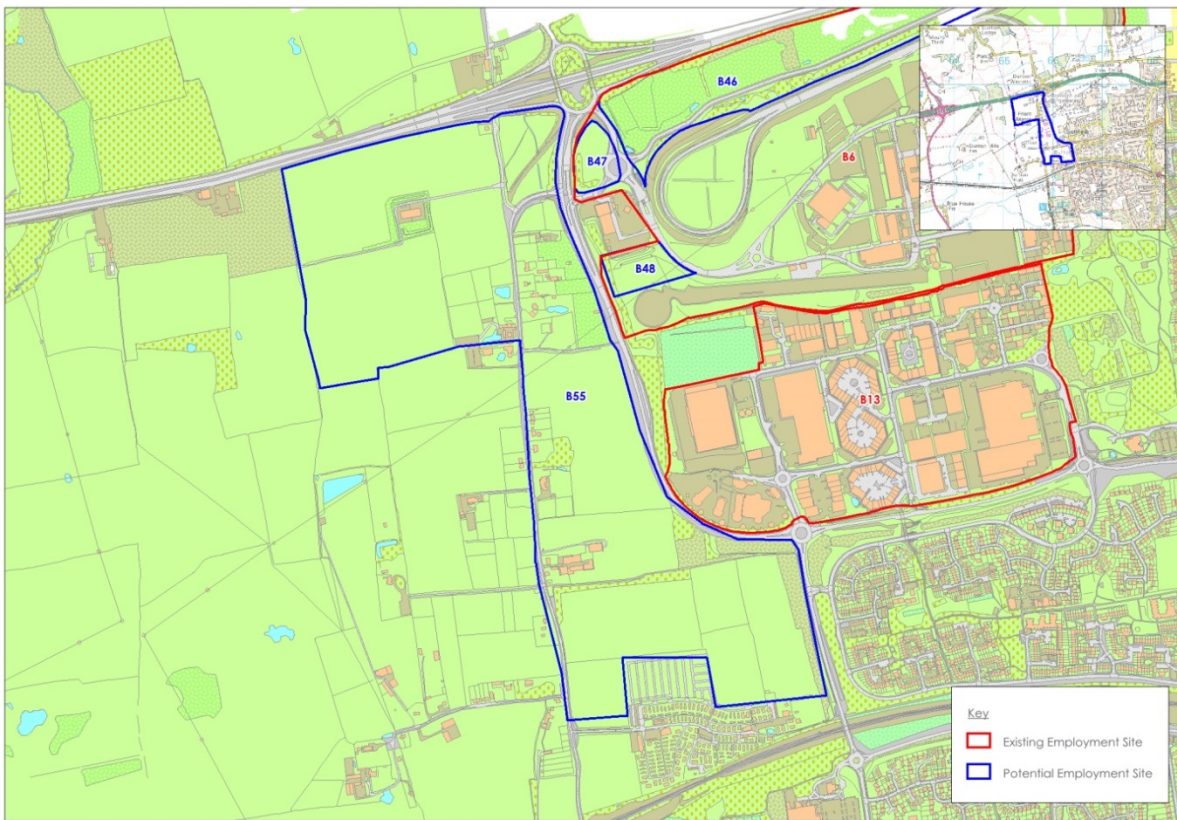 B46
B47
B6
B48
B13
B55
Key
Existing Employment Site
Potential Employment Site